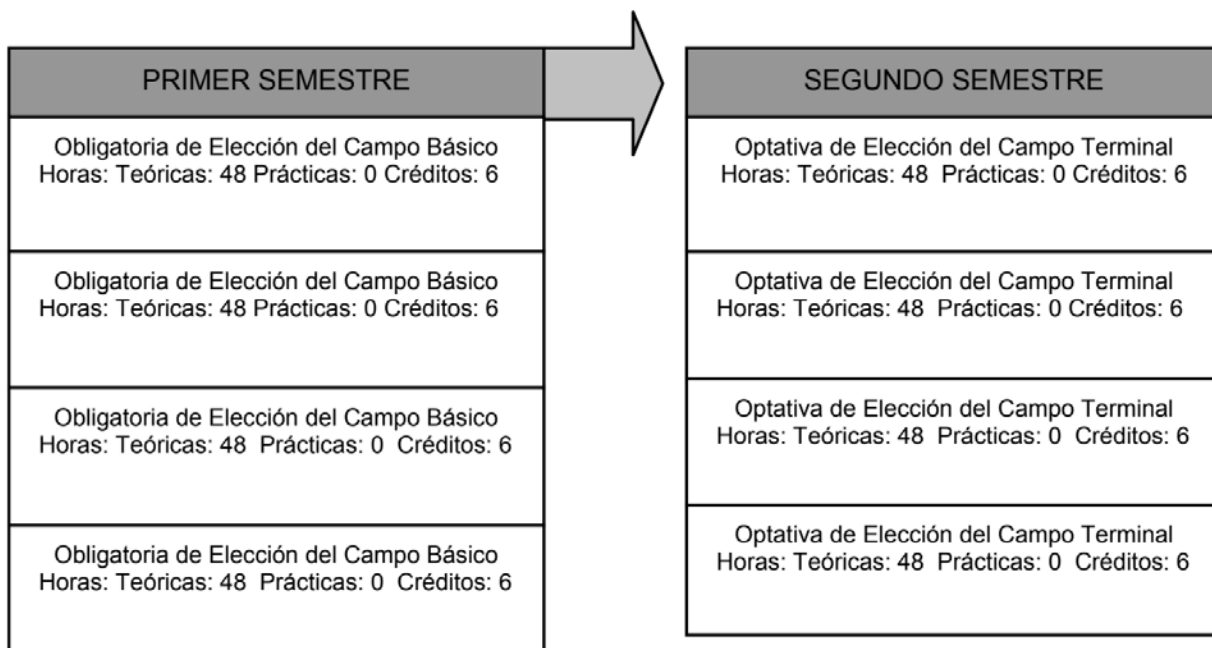 PRIMER SEMESTRE
Obligatoria de Elección del Campo Básico
Horas: Teóricas: 48 Prácticas: 0 Créditos: 6
Obligatoria de Elección del Campo Básico
Horas: Teóricas: 48 Prácticas: 0 Créditos: 6
Obligatoria de Elección del Campo Básico
Horas: Teóricas: 48 Prácticas: 0 Créditos: 6
Obligatoria de Elección del Campo Básico
Horas: Teóricas: 48 Prácticas: 0 Créditos: 6
SEGUNDO SEMESTRE
Optativa de Elección del Campo Terminal
Horas: Teóricas: 48 Prácticas: 0 Créditos: 6
Optativa de Elección del Campo Terminal
Horas: Teóricas: 48 Prácticas: 0 Créditos: 6
Optativa de Elección del Campo Terminal
Horas: Teóricas: 48 Prácticas: 0 Créditos: 6
Optativa de Elección del Campo Terminal
Horas: Teóricas: 48 Prácticas: 0 Créditos: 6